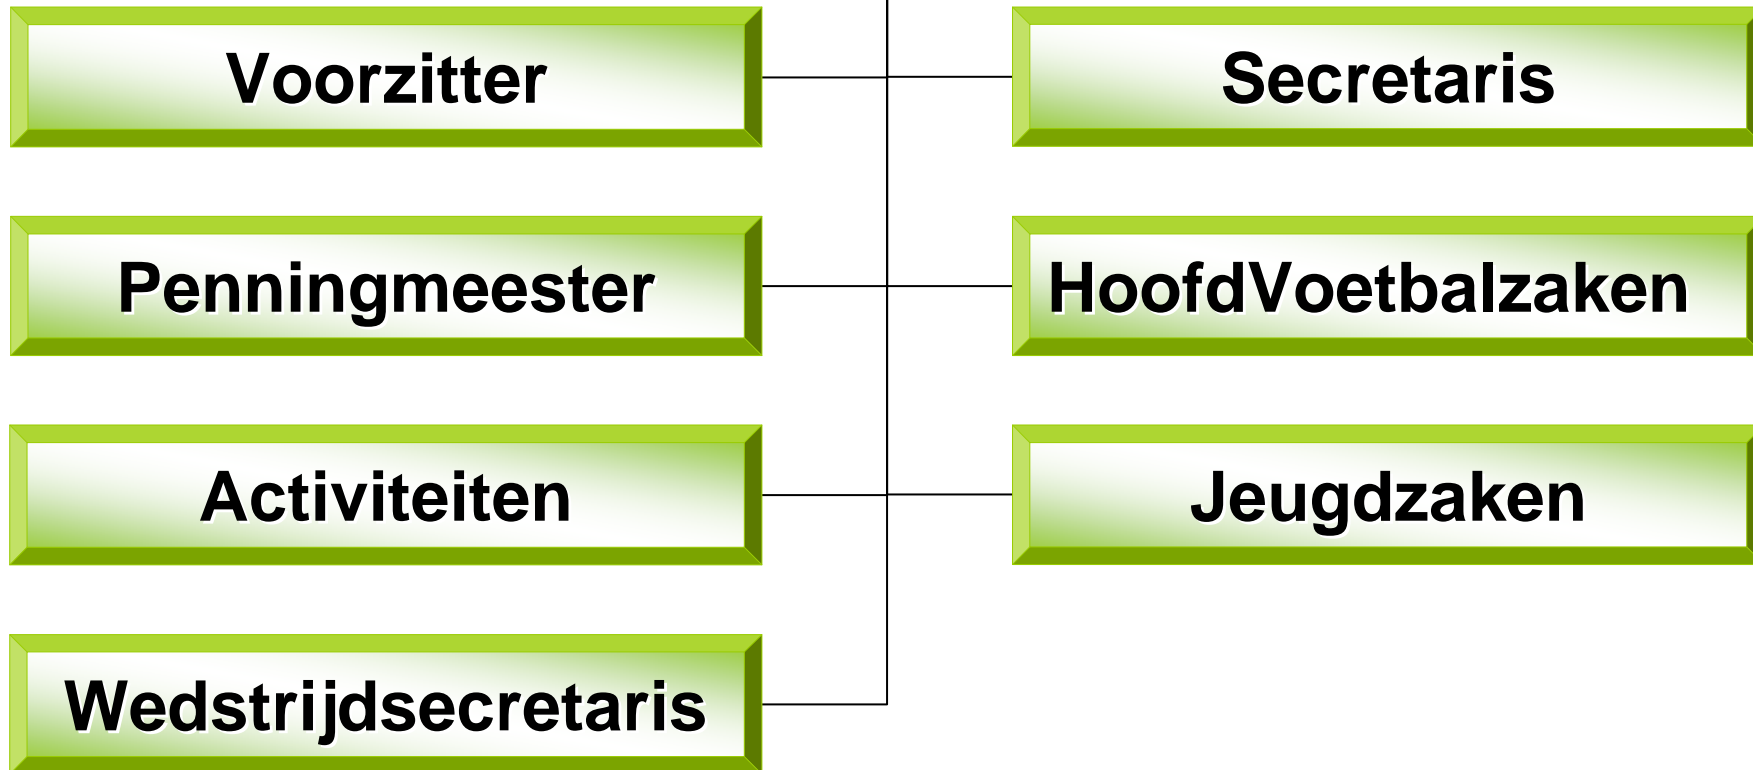 Voorzitter
Secretaris
Penningmeester
HoofdVoetbalzaken
Activiteiten
Jeugdzaken
Wedstrijdsecretaris